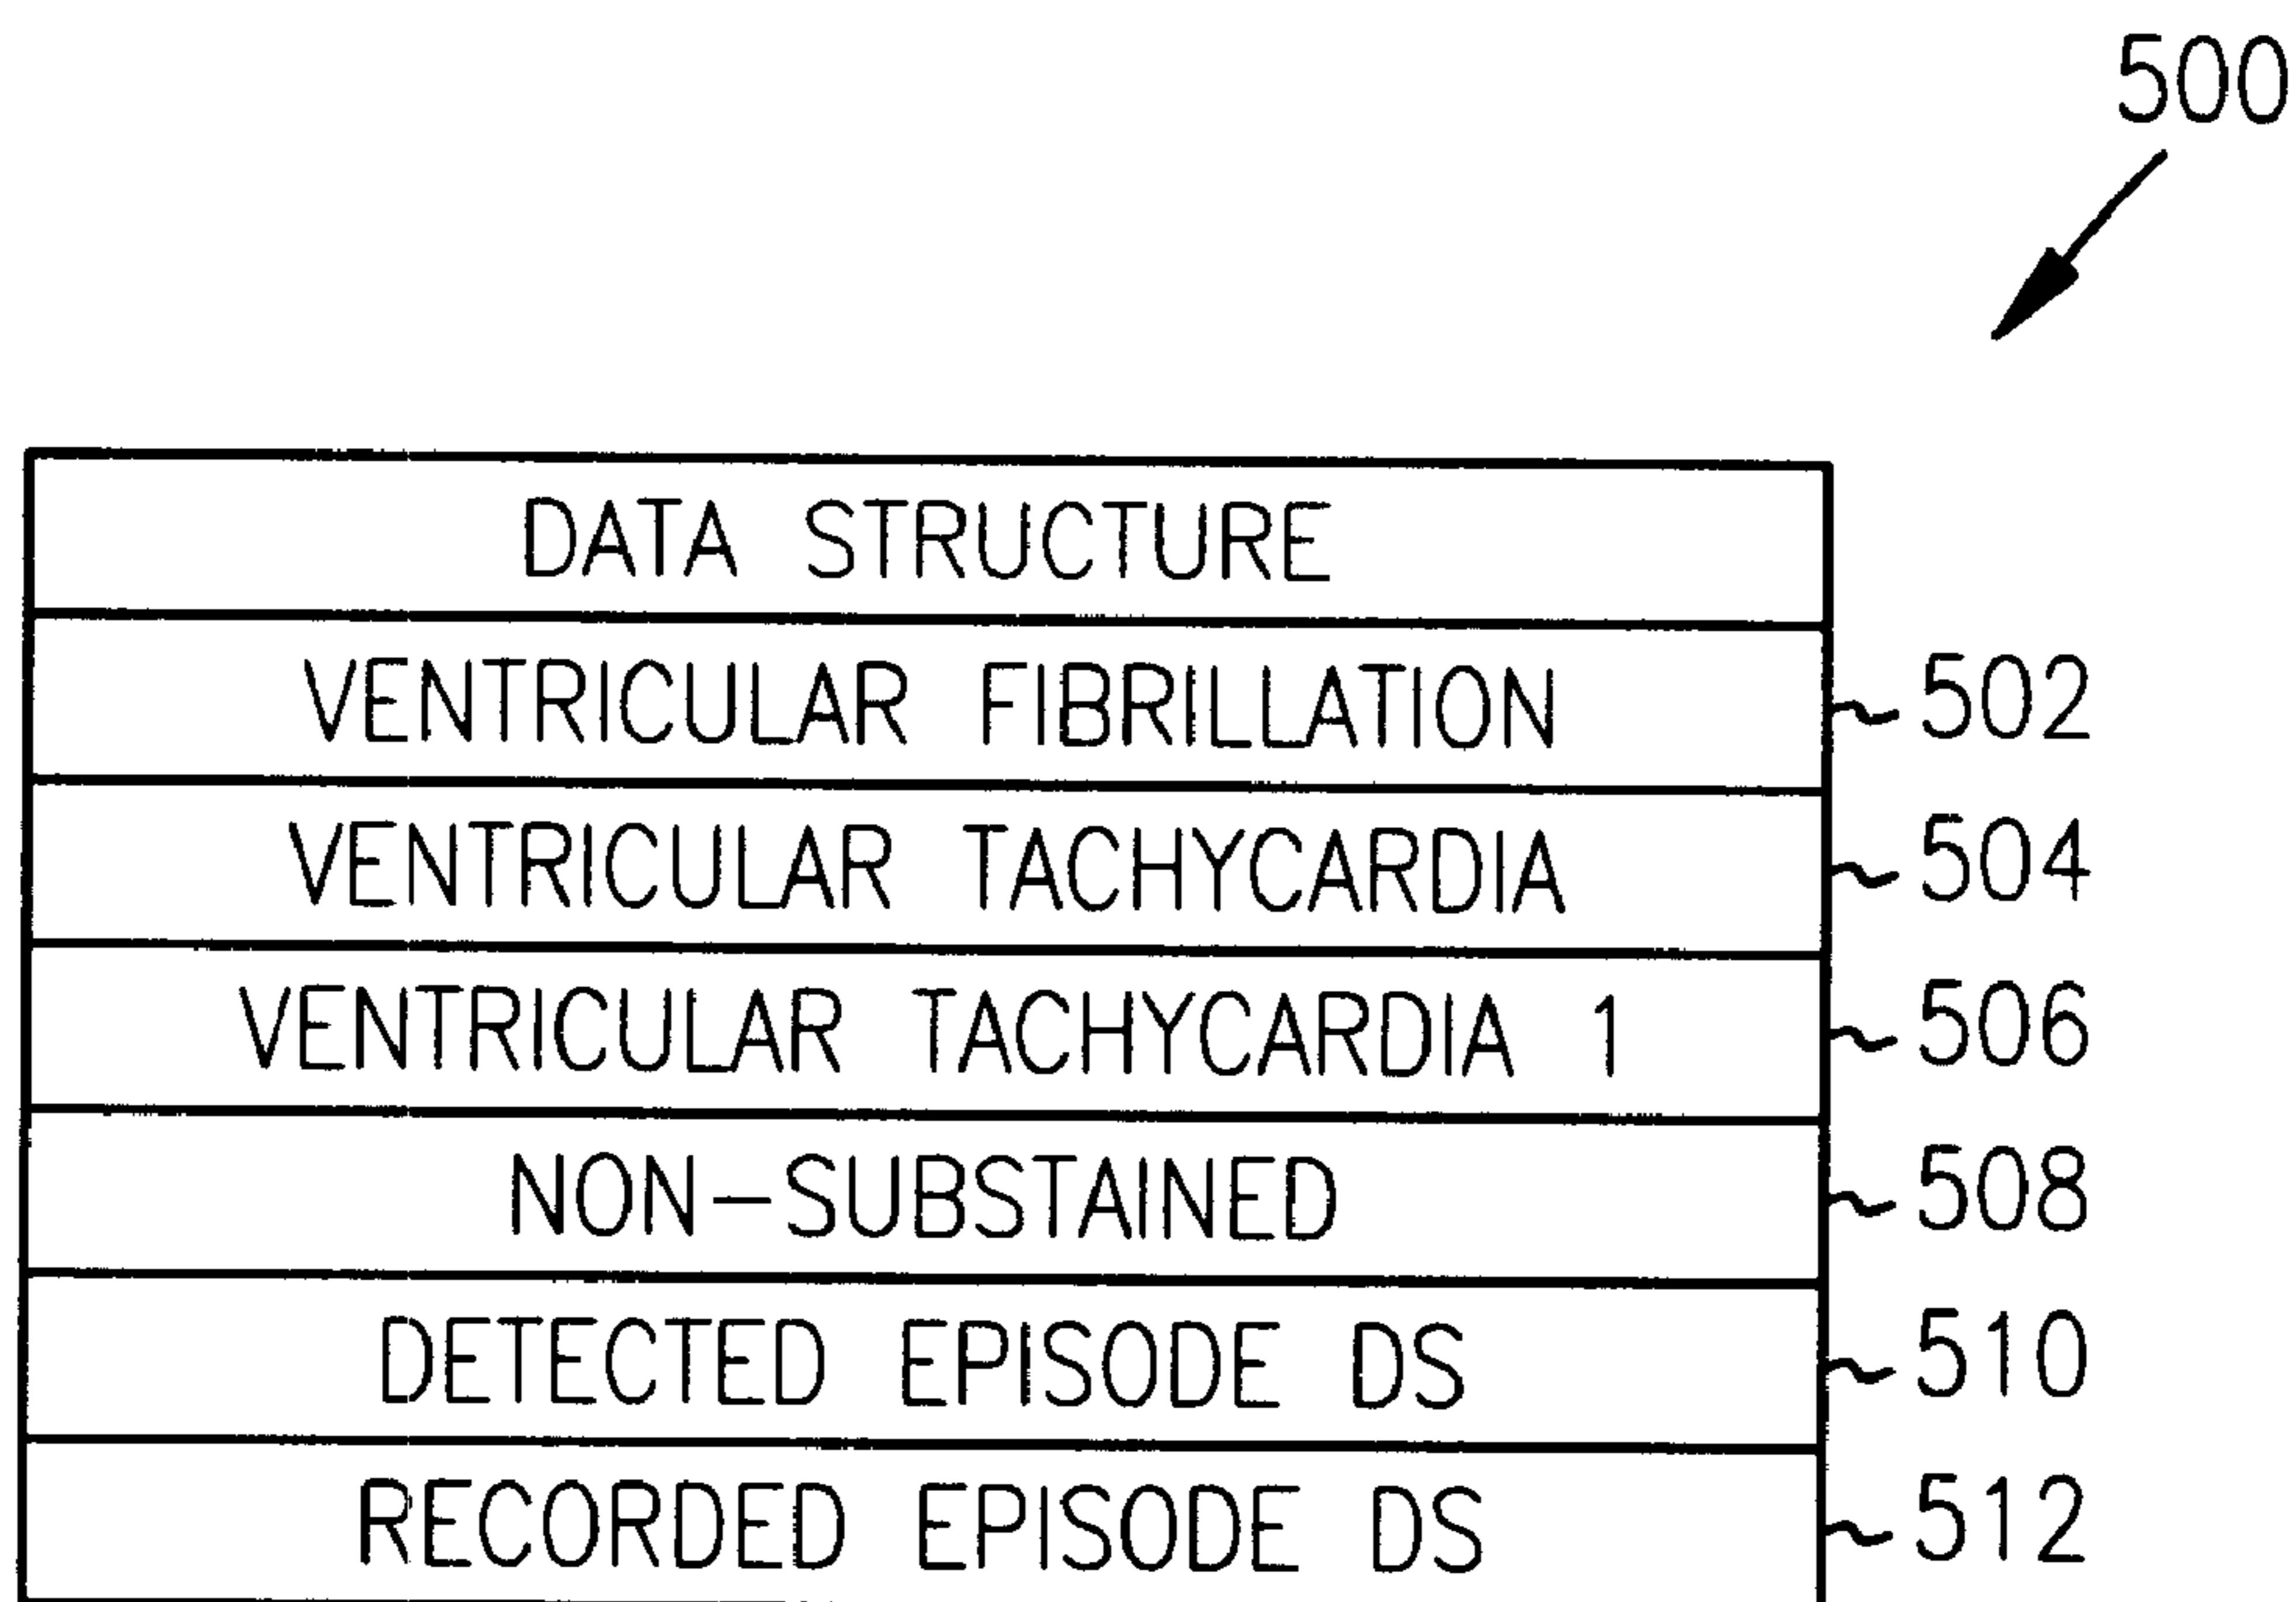 500
DATA STRUCTURE
VENTRICULAR FIBRILLATION 502
VENTRICULAR TACHYCARDIA 504
VENTRICULAR TACHYCARDIA 1 506
NON-SUBSTAINED 508
DETECTED EPISODE DS 510
RECORDED EPISODE DS 512